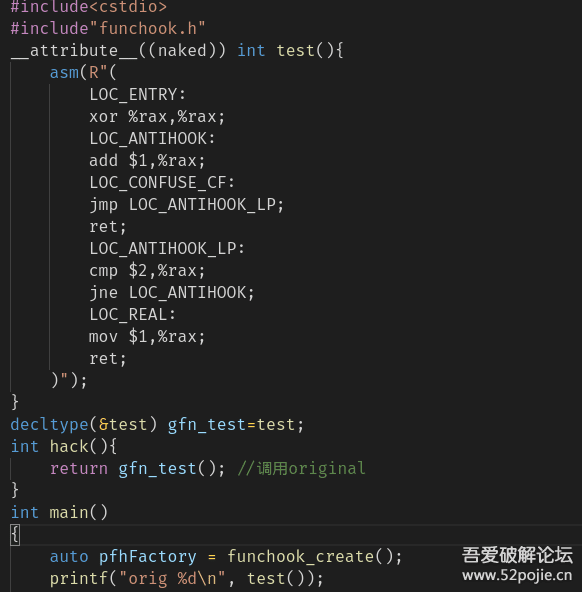 #include<cstdio>
#include"funchook.h"
__attribute__((naked)) int test(){
    asm(R"(
        LOC_ENTRY:
        xor %rax,%rax;
        LOC_ANTIHOOK:
        add $1,%rax;
        LOC_CONFUSE_CF:
        jmp LOC_ANTIHOOK_LP;
        ret;
        LOC_ANTIHOOK_LP:
        cmp $2,%rax;
        jne LOC_ANTIHOOK;
        LOC_REAL:
        mov $1,%rax;
        ret;
    )");
}
decltype(&test) gfn_test=test;
int hack(){
    return gfn_test(); //调用original
}
int main()
{
    auto pfhFactory = funchook_create();
    printf("orig %d\n", test());
吾爱破解论坛
www.52pojie.cn